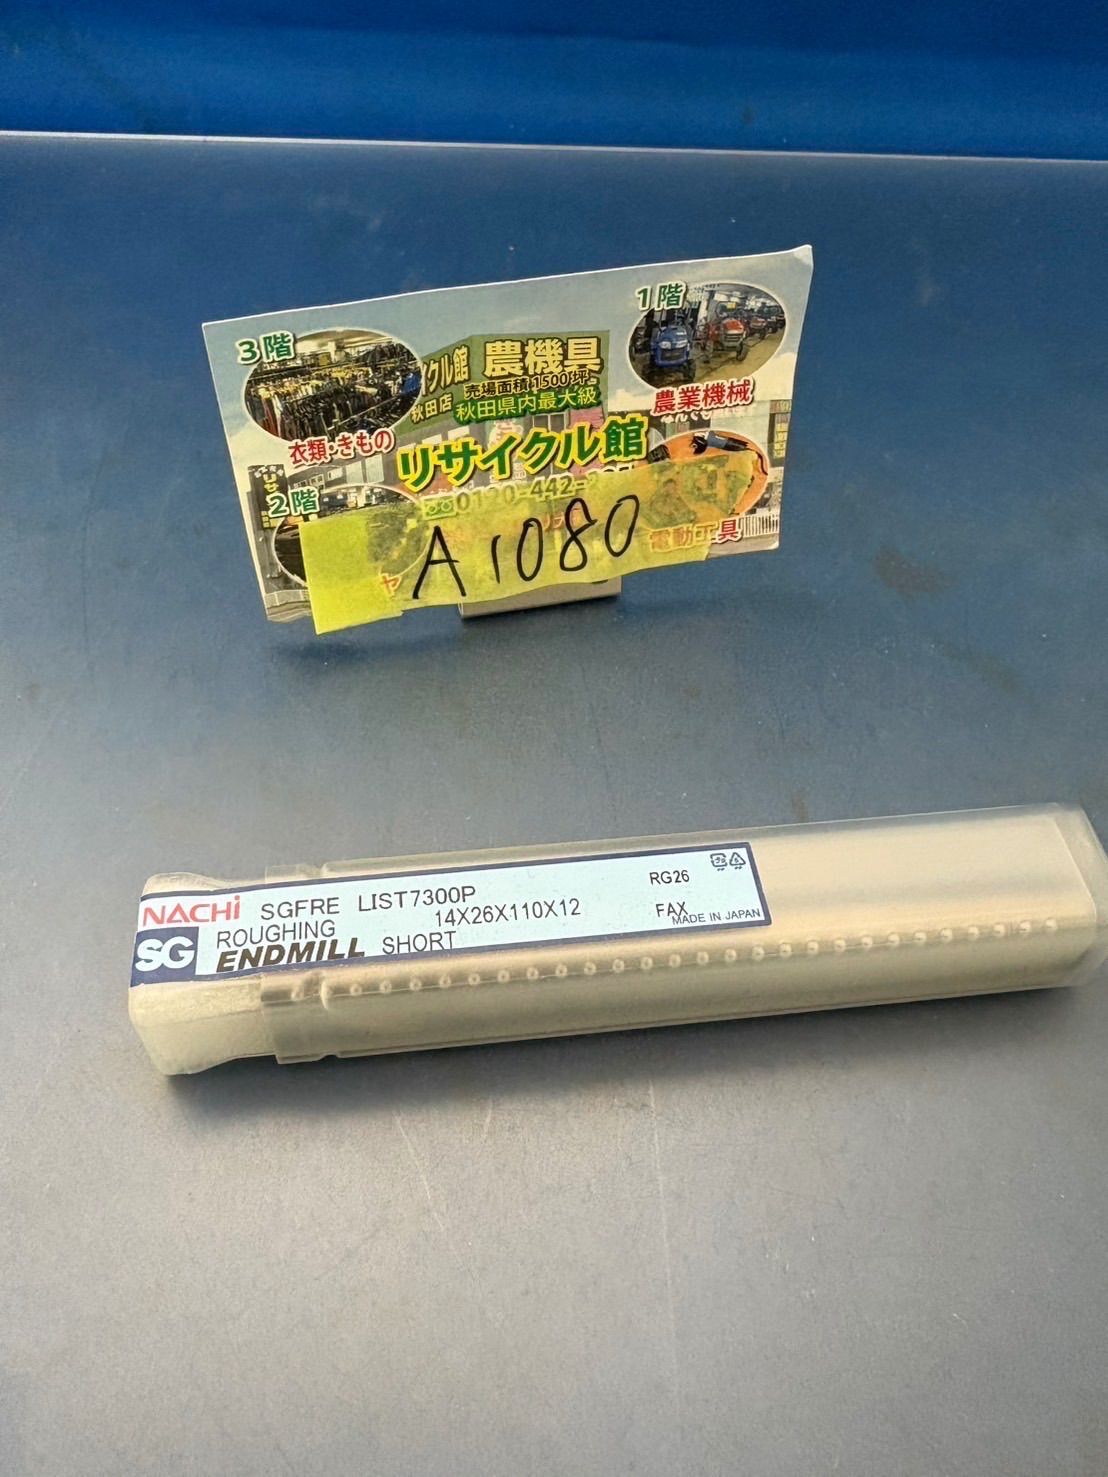 3階
1階
イクル館 農機具
売場面積1500坪
秋田店
秋田県内最大級
農業機械
衣類・きもの
リサイクル館
2階
0120-442-
電動工具
A1080
NACHi SGFRE LIST7300P RG26
14X26X110X12 FAX
SG ROUGHING MADE IN JAPAN
ENDMILL SHORT